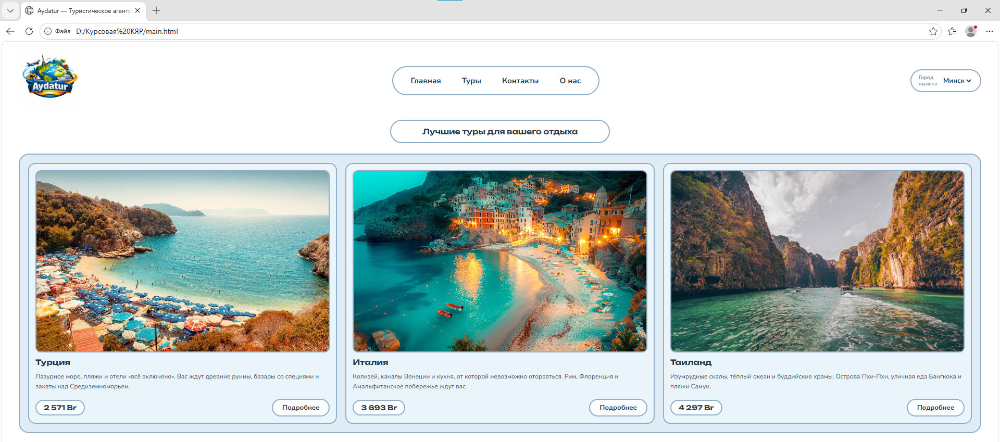 Aydatur — Туристическое агентс
Файл D:/Курсовая%20КЯР/main.html
Aydatur
Главная Туры Контакты О нас
Город
вылета
Минск
Лучшие туры для вашего отдыха
Турция
Лазурное море, пляжи и отели «всё включено». Вас ждут древние руины, базары со специями и
закаты над Средиземноморьем.
2 571 Br
Подробнее
Италия
Колизей, каналы Венеции и кухня, от которой невозможно оторваться. Рим, Флоренция и
Амальфитанское побережье ждут вас.
3 693 Br
Подробнее
Таиланд
Изумрудные скалы, тёплый океан и буддийские храмы. Острова Пхи-Пхи, уличная еда Бангкока и
пляжи Самуи.
4 297 Br
Подробнее